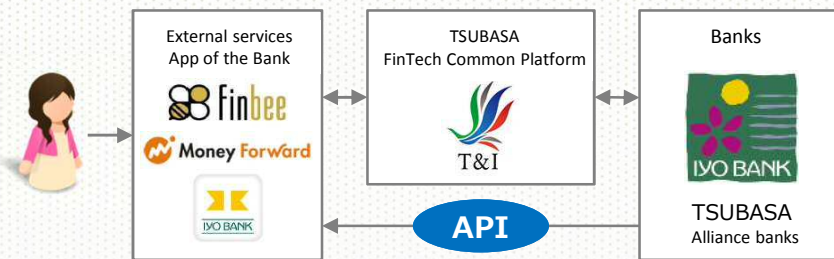 External services
App of the Bank
finbee
Money Forward
IYO BANK
TSUBASA
FinTech Common Platform
T&I
API
Banks
IYO BANK
TSUBASA
Alliance banks